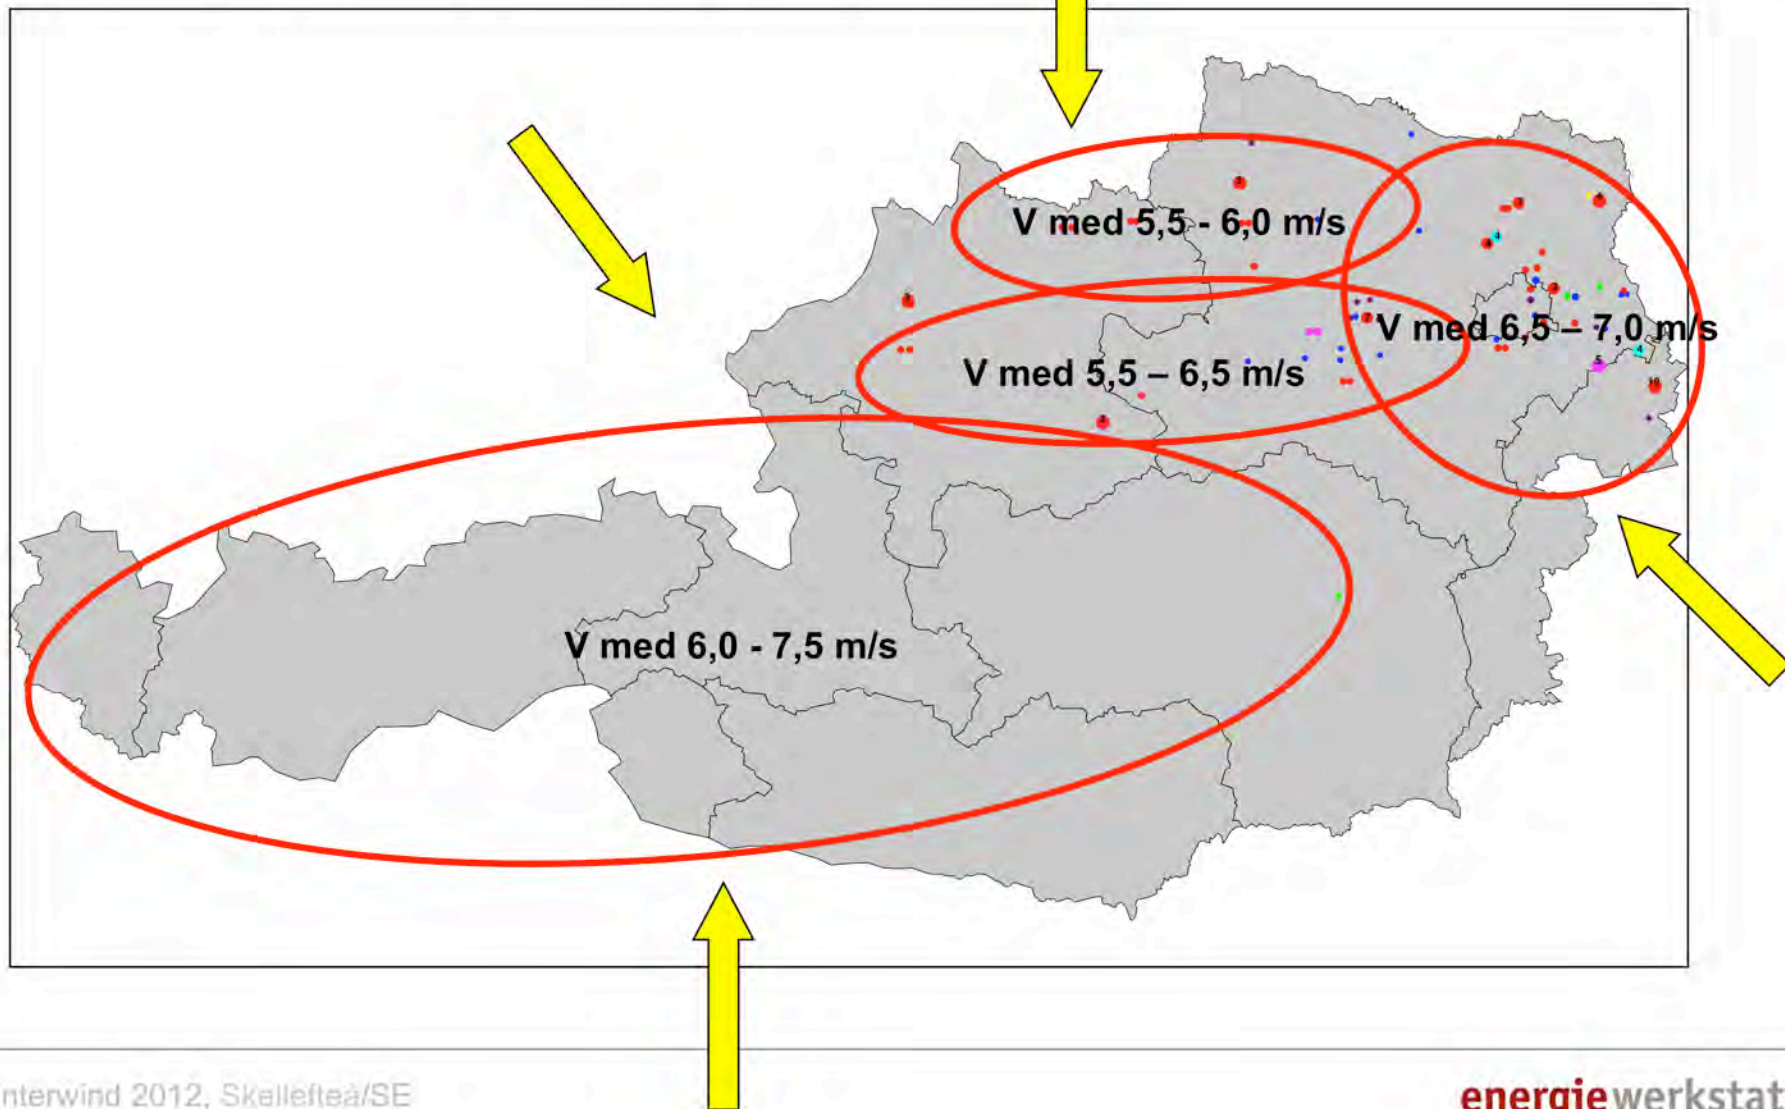 V med 5,5 - 6,0 m/s
V med 6,5 – 7,0 m/s
V med 5,5 – 6,5 m/s
V med 6,0 - 7,5 m/s
nterwind 2012, Skellefteå/SE
energiewerkstat